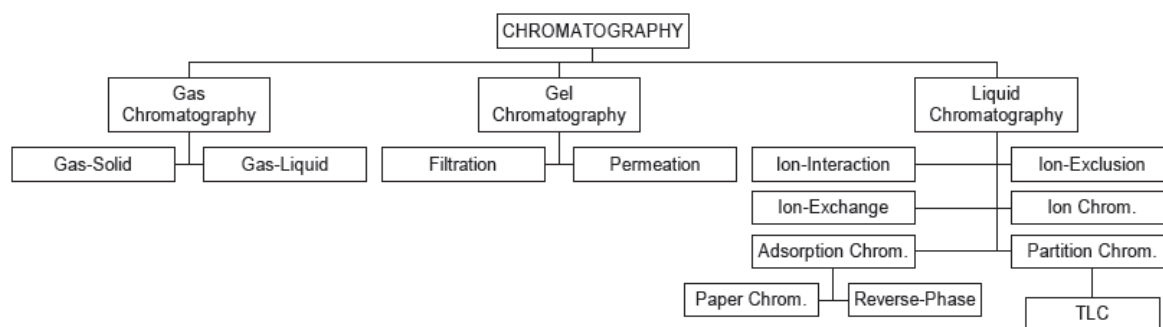 CHROMATOGRAPHY
Gas
Chromatography
Gel
Chromatography
Liquid
Chromatography
Gas-Solid
Gas-Liquid
Filtration
Permeation
Ion-Interaction
Ion-Exclusion
Ion-Exchange
Ion Chrom.
Adsorption Chrom.
Partition Chrom.
Paper Chrom.
Reverse-Phase
TLC